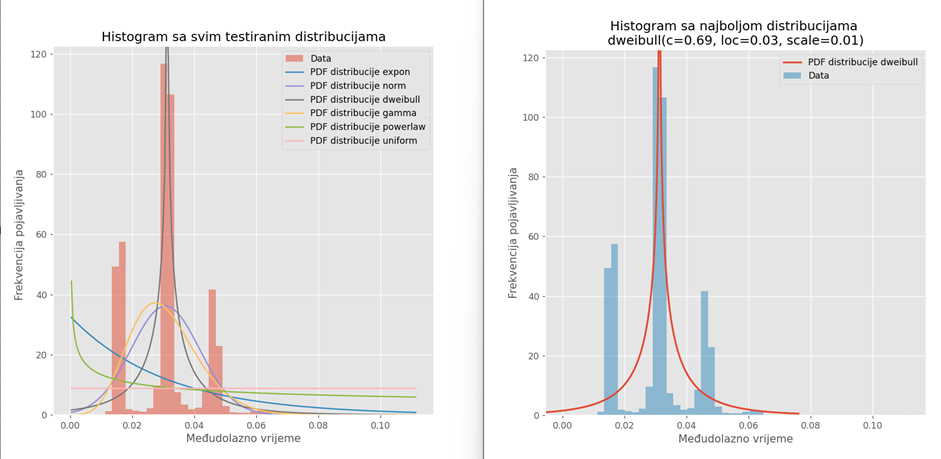 Histogram sa svim testiranim distribucijama
Data
PDF distribucije expon
PDF distribucije norm
PDF distribucije dweibull
PDF distribucije gamma
PDF distribucije powerlaw
PDF distribucije uniform
Frekvencija pojavljivanja
120
100
80
60
40
20
0
0.00 0.02 0.04 0.06 0.08 0.10
Međudolazno vrijeme
Histogram sa najboljom distribucijama
dweibull(c=0.69, loc=0.03, scale=0.01)
PDF distribucije dweibull
Data
Frekvencija pojavljivanja
120
100
80
60
40
20
0
0.00 0.02 0.04 0.06 0.08 0.10
Međudolazno vrijeme